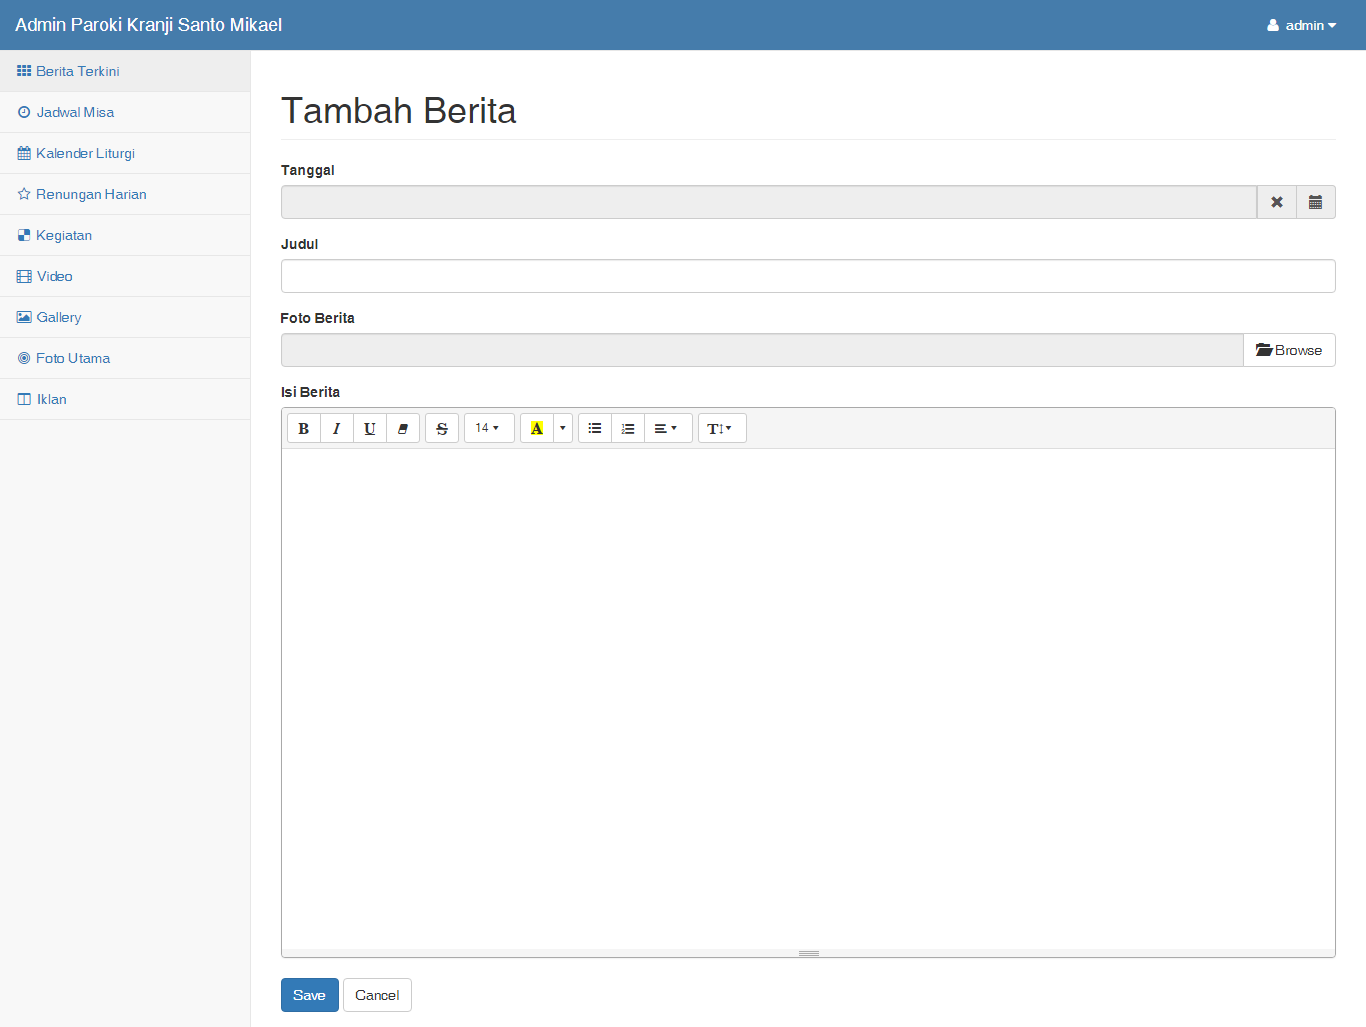 Admin Paroki Kranji Santo Mikael
admin
Berita Terkini
Jadwal Misa
Kalender Liturgi
Renungan Harian
Kegiatan
Video
Gallery
Foto Utama
Iklan
Tambah Berita
Tanggal
Judul
Foto Berita
Browse
Isi Berita
B I U S 14 A T
Save Cancel